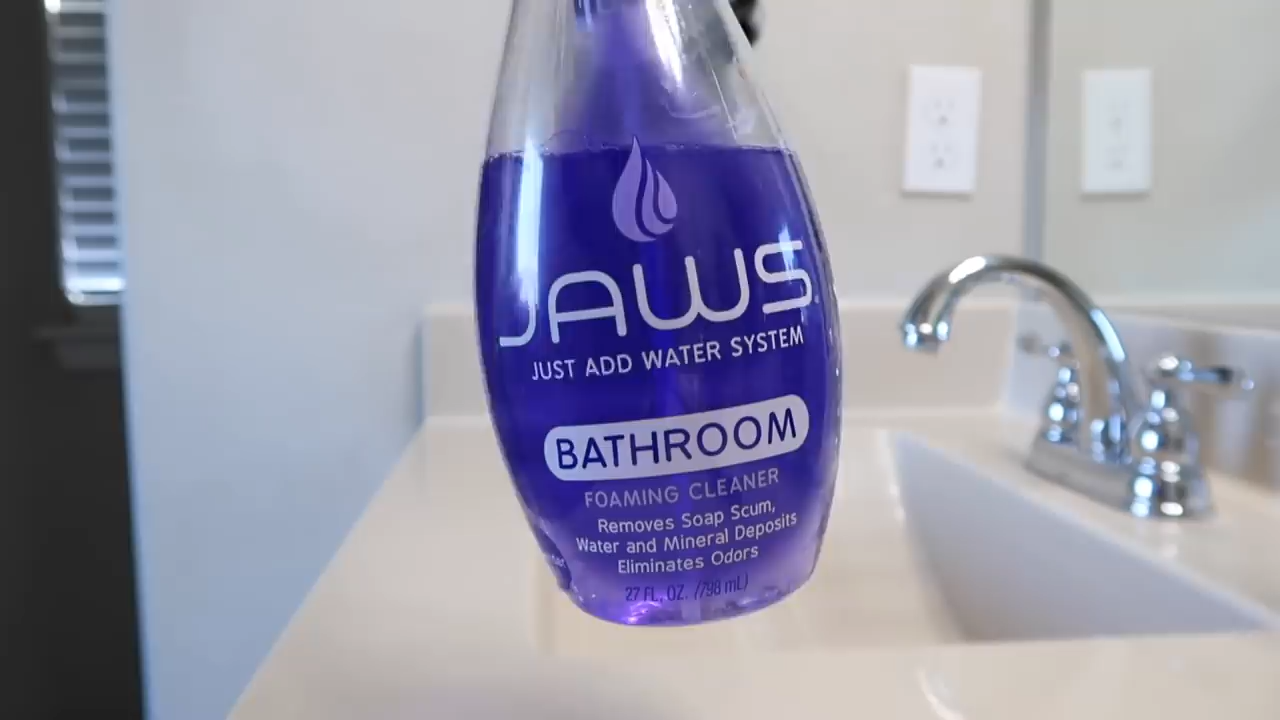 JAWS
JUST ADD WATER SYSTEM
BATHROOM
FOAMING CLEANER
Removes Soap Scum,
Water and Mineral Deposits
Eliminates Odors
27 FL. OZ. (798 mL)